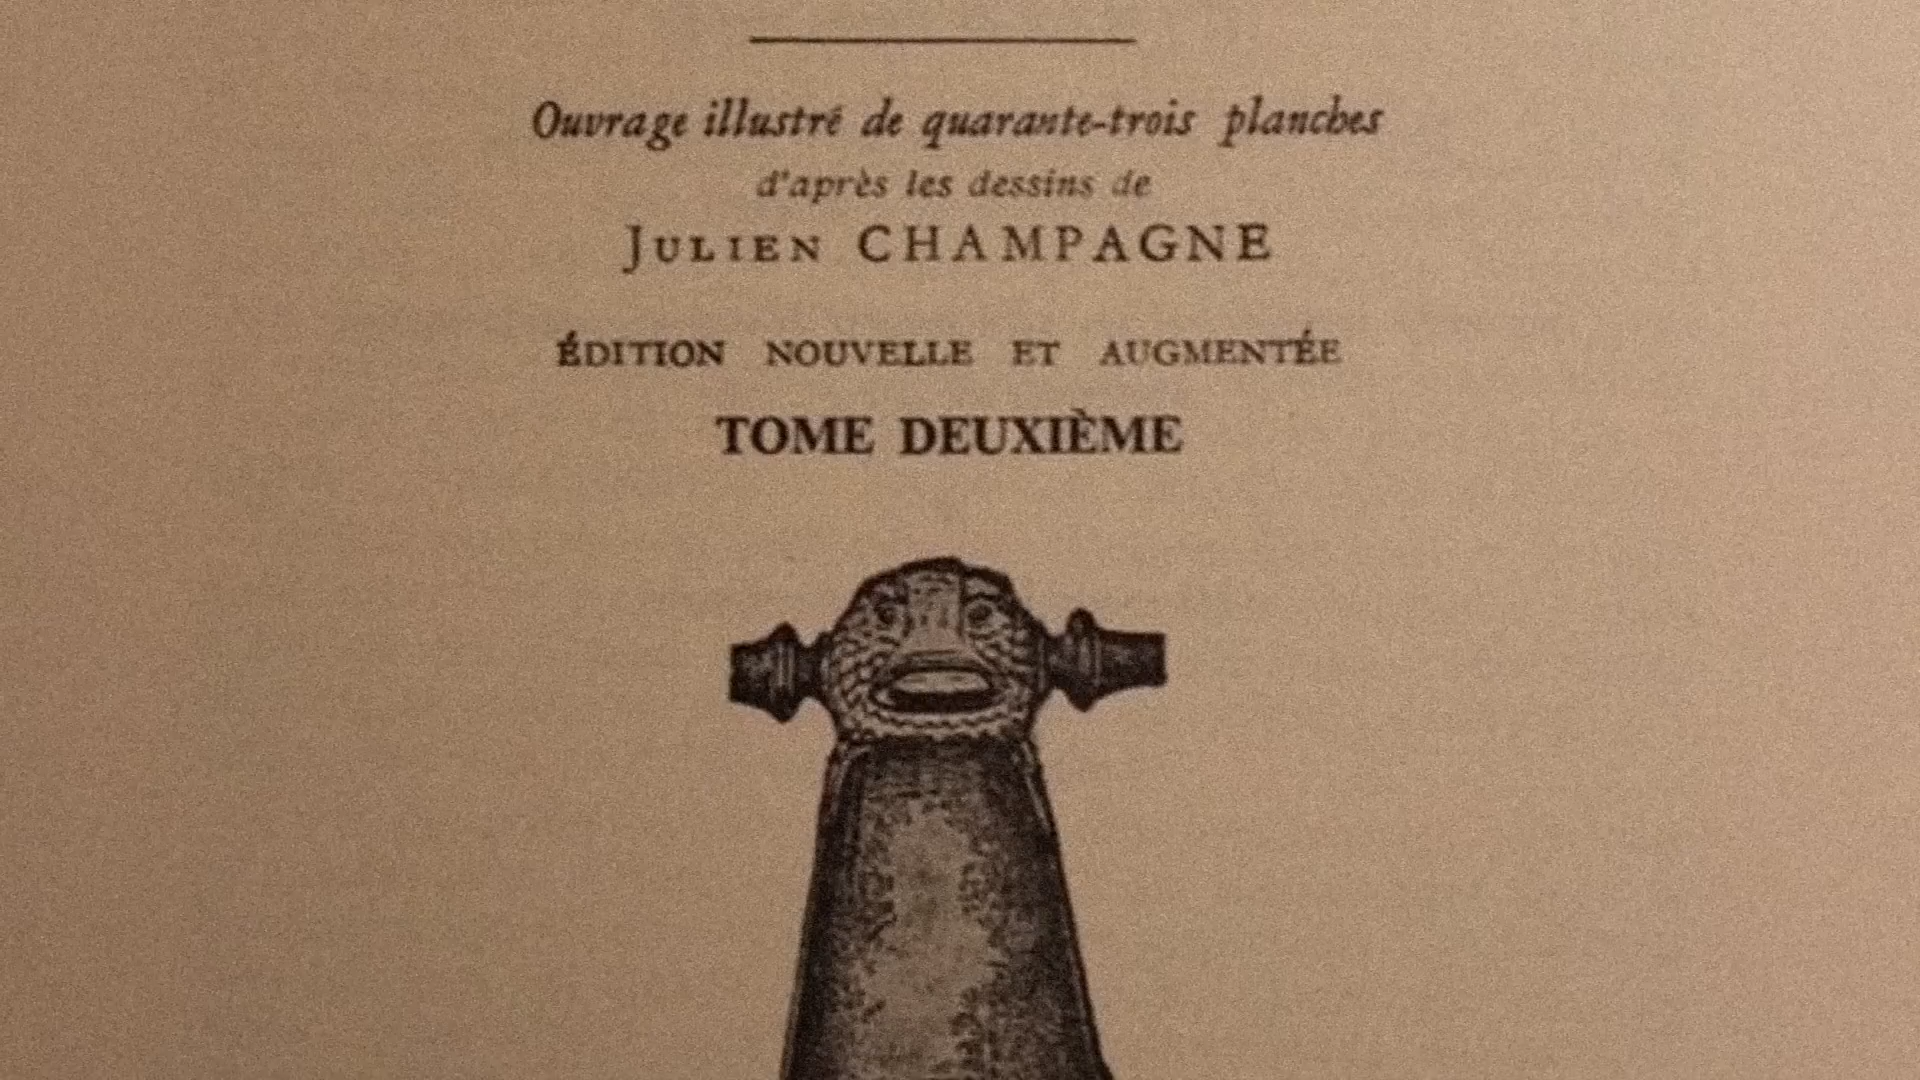 Ouvrage illustré de quarante-trois planches
d'après les dessins de
JULIEN CHAMPAGNE
ÉDITION NOUVELLE ET AUGMENTÉE
TOME DEUXIÈME